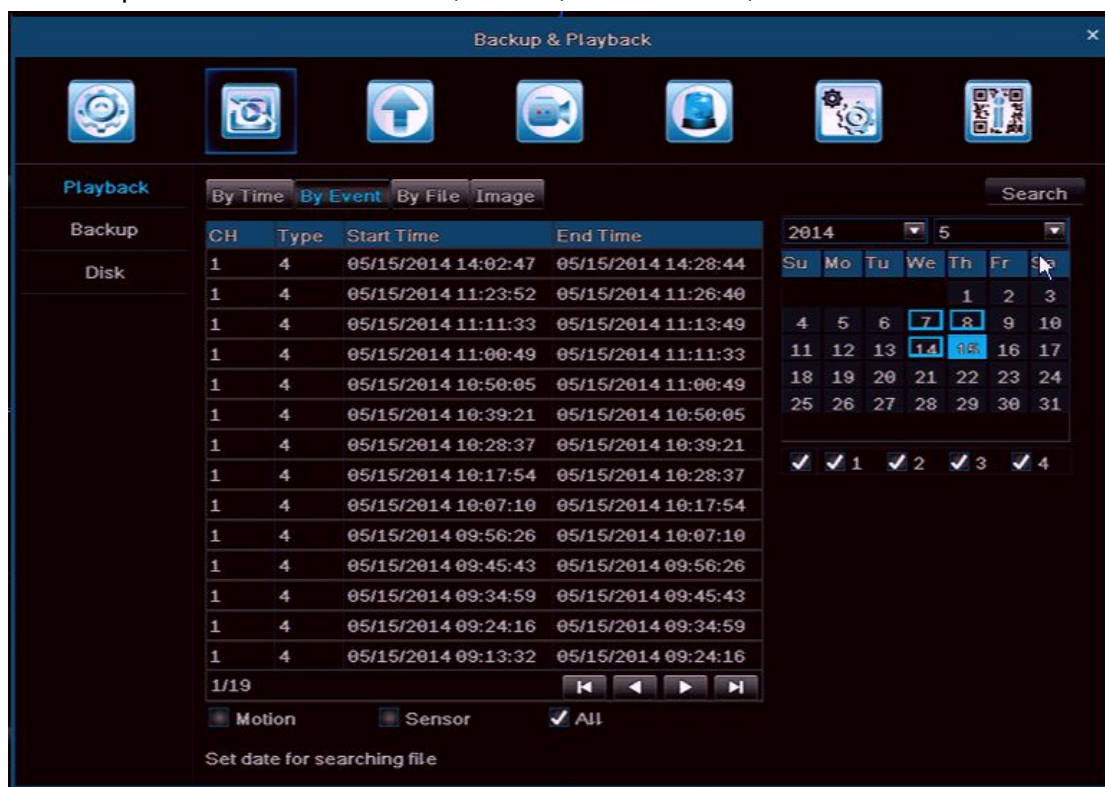 Backup & Playback
Playback
Backup
Disk
By Time By Event By File Image
Search
CH Type Start Time End Time
1 4 05/15/2014 14:02:47 05/15/2014 14:28:44
1 4 05/15/2014 11:23:52 05/15/2014 11:26:40
1 4 05/15/2014 11:11:33 05/15/2014 11:13:49
1 4 05/15/2014 11:00:49 05/15/2014 11:11:33
1 4 05/15/2014 10:50:05 05/15/2014 11:00:49
1 4 05/15/2014 10:39:21 05/15/2014 10:50:05
1 4 05/15/2014 10:28:37 05/15/2014 10:39:21
1 4 05/15/2014 10:17:54 05/15/2014 10:28:37
1 4 05/15/2014 10:07:10 05/15/2014 10:17:54
1 4 05/15/2014 09:56:26 05/15/2014 10:07:10
1 4 05/15/2014 09:45:43 05/15/2014 09:56:26
1 4 05/15/2014 09:34:59 05/15/2014 09:45:43
1 4 05/15/2014 09:24:16 05/15/2014 09:34:59
1 4 05/15/2014 09:13:32 05/15/2014 09:24:16
1/19
Motion Sensor All
Set date for searching file
2014 5
Su Mo Tu We Th Fr Sa
1 2 3
4 5 6 7 8 9 10
11 12 13 14 15 16 17
18 19 20 21 22 23 24
25 26 27 28 29 30 31
1 2 3 4